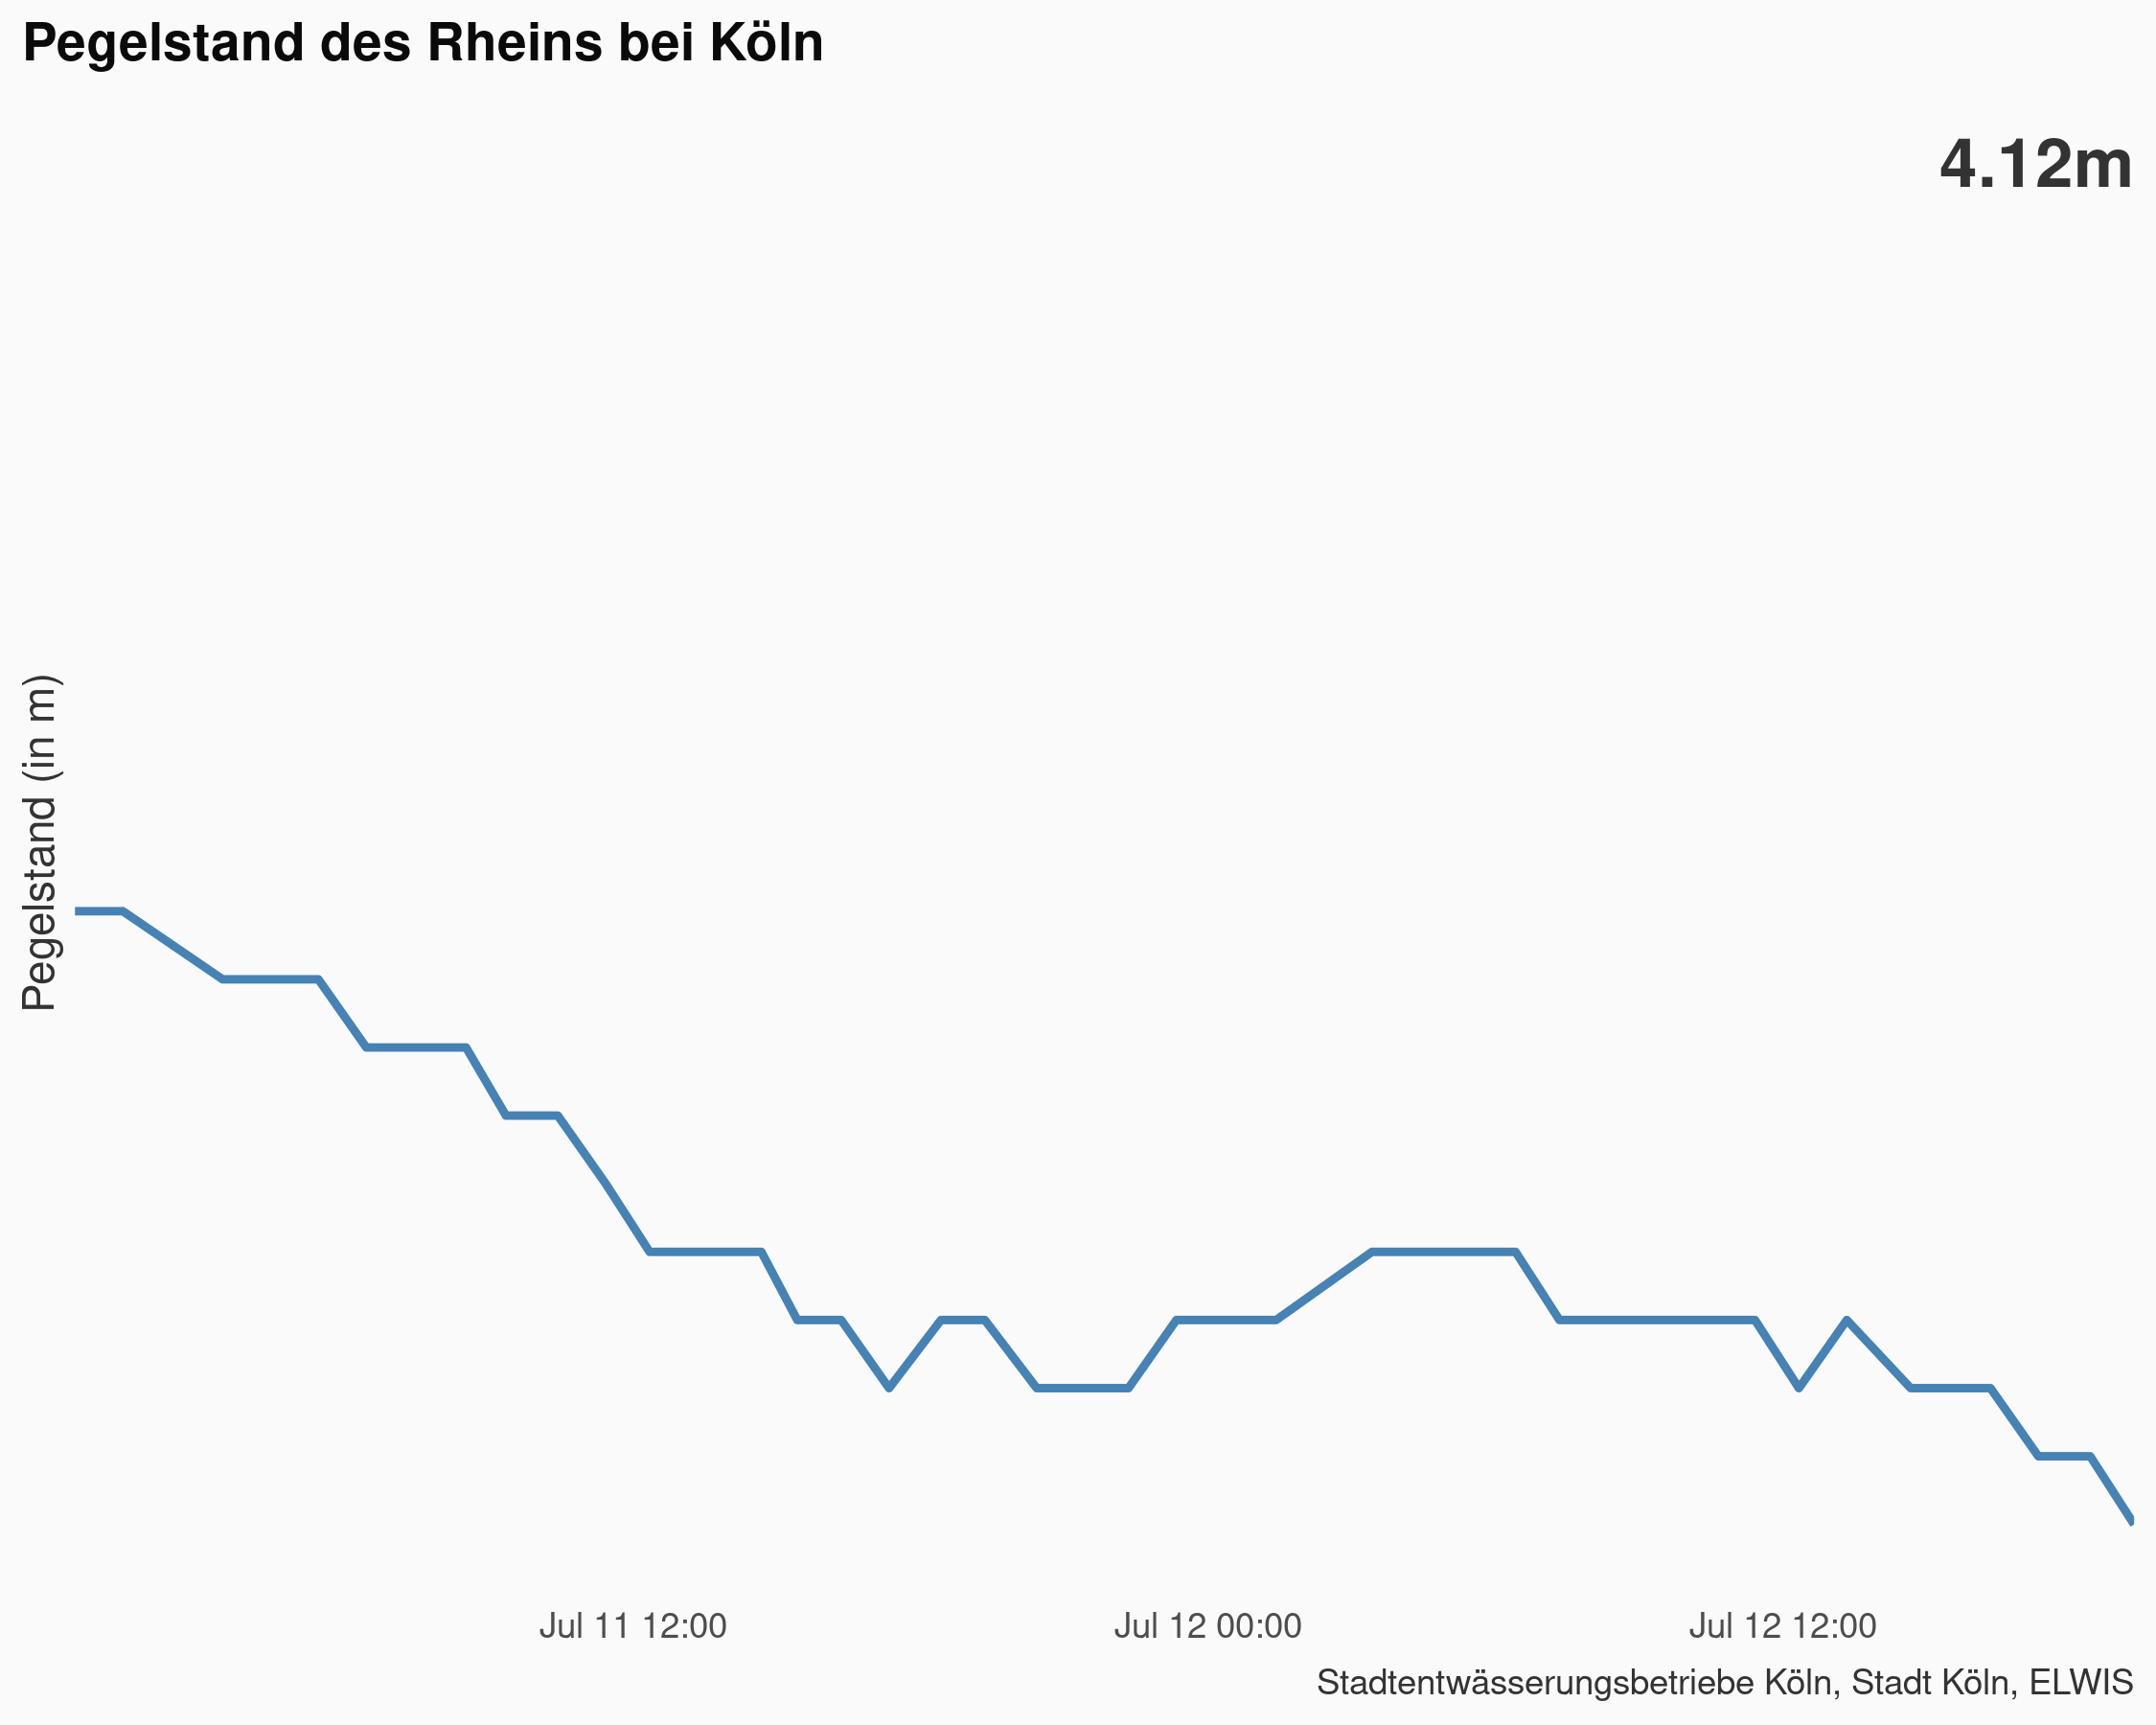 Pegelstand des Rheins bei Köln
4.12m
Pegelstand (in m)
Jul 11 12:00
Jul 12 00:00
Jul 12 12:00
Stadtentwässerungsbetriebe Köln, Stadt Köln, ELWIS